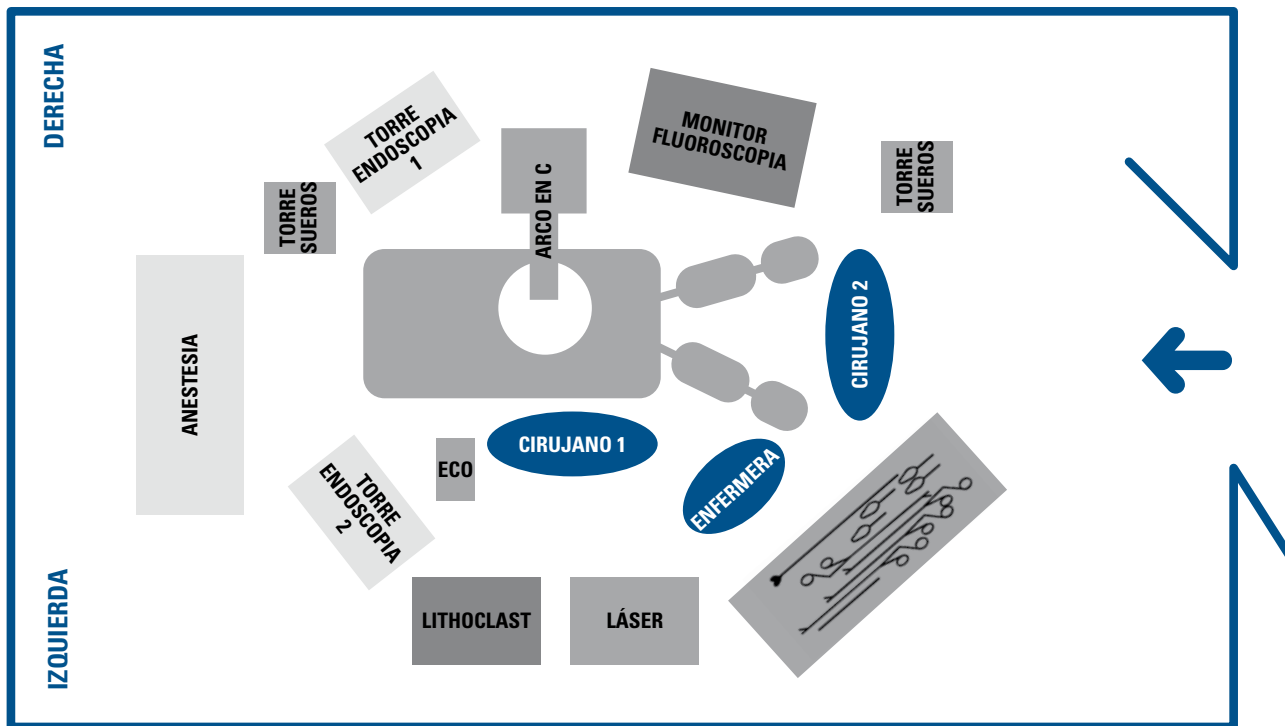 DERECHA
TORRE
ENDOSCOPIA
1
MONITOR
FLUOROSCOPIA
TORRE
SUEROS
ARCO EN C
TORRE
SUEROS
ANESTESIA
CIRUJANO 2
CIRUJANO 1
ECO
ENFERMERA
TORRE
ENDOSCOPIA
2
IZQUIERDA
LITHOCLAST
LÁSER